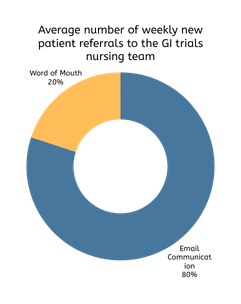 Average number of weekly new
patient referrals to the GI trials
nursing team
Word of Mouth
20%
Email
Communicat
ion
80%